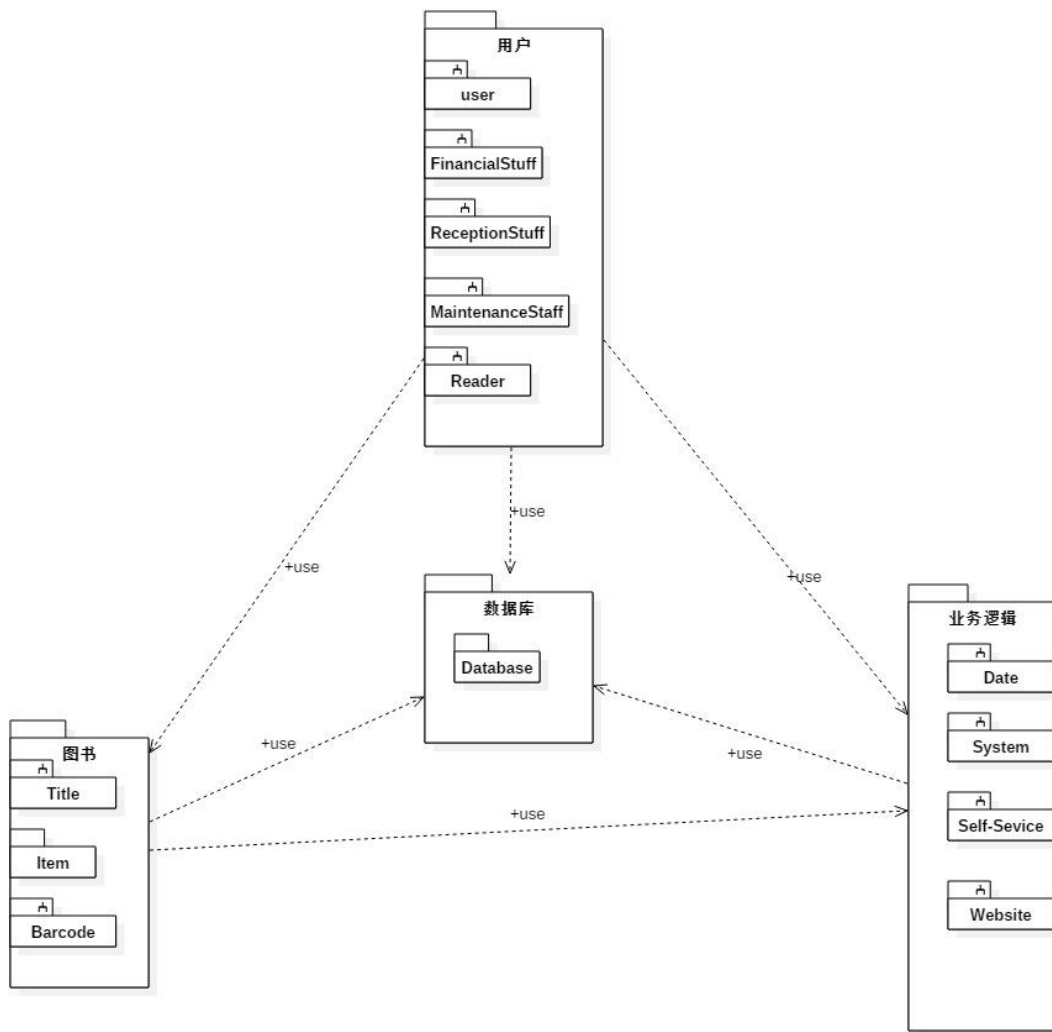 用户
user
FinancialStuff
ReceptionStuff
MaintenanceStaff
Reader
+use
+use
+use
数据库
Database
业务逻辑
Date
System
Self-Sevice
Website
图书
Title
Item
Barcode
+use
+use
+use